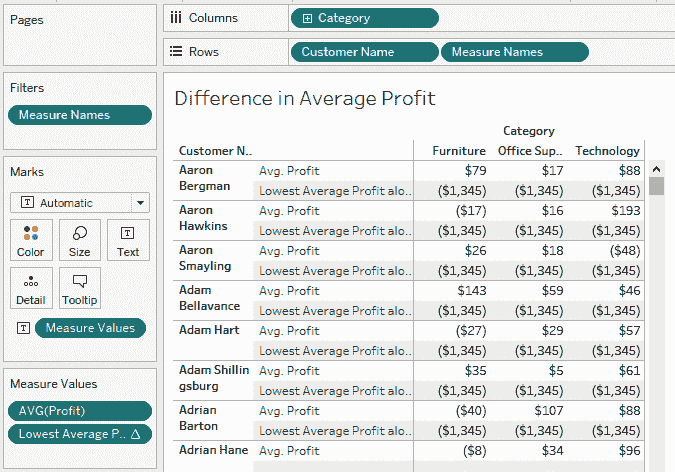 Pages
Columns
Category
Rows
Customer Name
Measure Names
Filters
Measure Names
Marks
Automatic
Color
Size
Text
Detail
Tooltip
Measure Values
Measure Values
AVG(Profit)
Lowest Average P..
Difference in Average Profit
Category
Customer N.. Furniture Office Sup.. Technology
Aaron Bergman Avg. Profit $79 $17 $88
Lowest Average Profit alo.. ($1,345) ($1,345) ($1,345)
Aaron Hawkins Avg. Profit ($17) $16 $193
Lowest Average Profit alo.. ($1,345) ($1,345) ($1,345)
Aaron Smayling Avg. Profit $26 $18 ($48)
Lowest Average Profit alo.. ($1,345) ($1,345) ($1,345)
Adam Bellavance Avg. Profit $143 $59 $46
Lowest Average Profit alo.. ($1,345) ($1,345) ($1,345)
Adam Hart Avg. Profit ($27) $29 $57
Lowest Average Profit alo.. ($1,345) ($1,345) ($1,345)
Adam Shillingsburg Avg. Profit $35 $5 $61
Lowest Average Profit alo.. ($1,345) ($1,345) ($1,345)
Adrian Barton Avg. Profit ($40) $107 $88
Lowest Average Profit alo.. ($1,345) ($1,345) ($1,345)
Adrian Hane Avg. Profit ($8) $34 $96